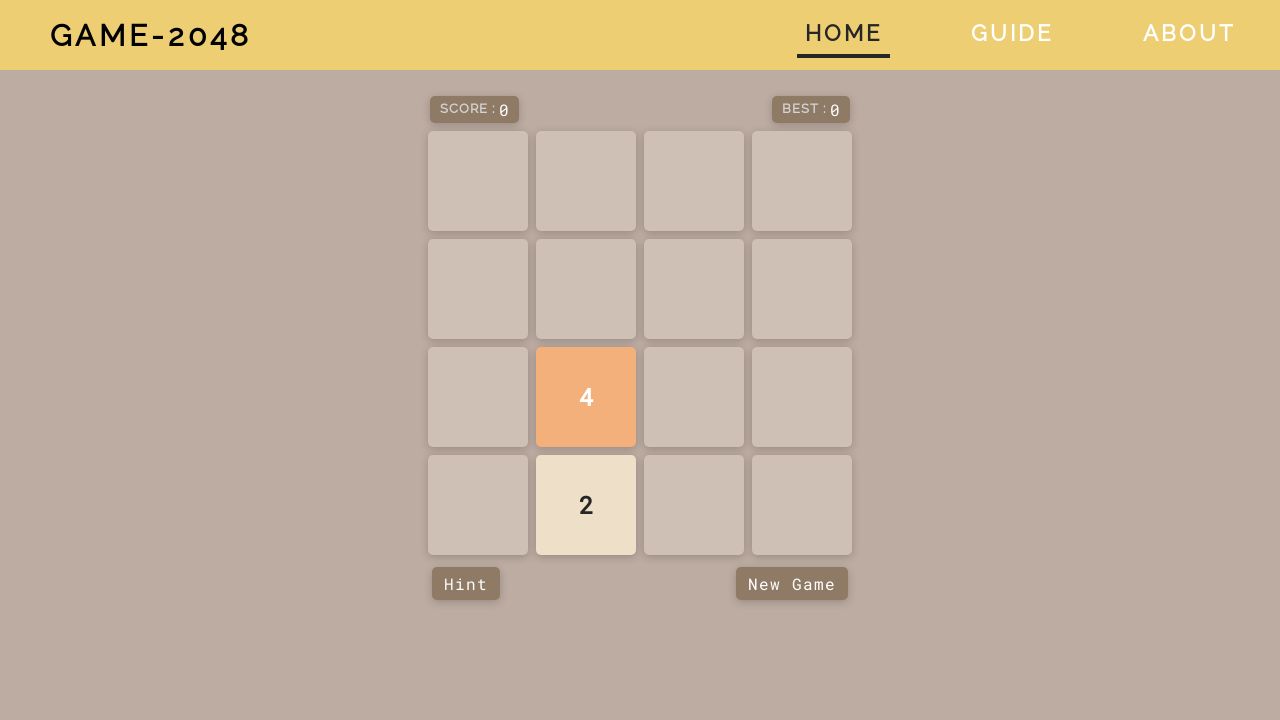 GAME-2048
HOME GUIDE ABOUT
SCORE : 0
BEST : 0
4
2
Hint
New Game